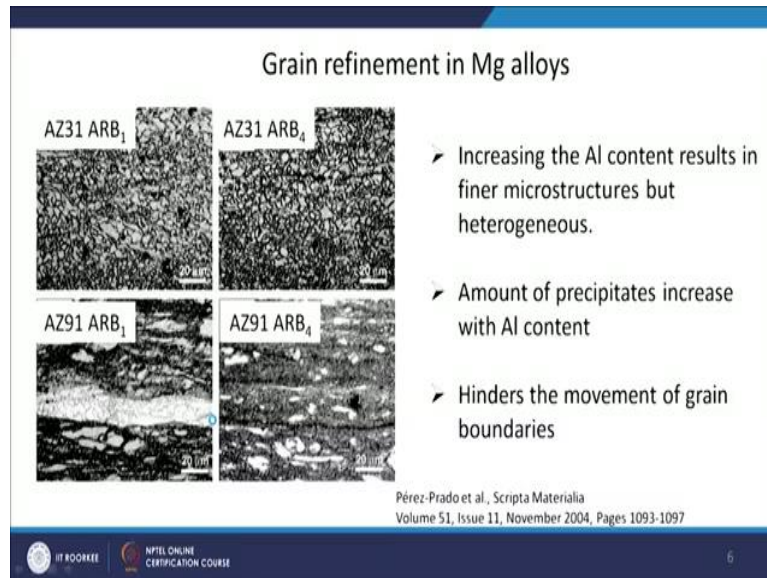 Grain refinement in Mg alloys
AZ31 ARB₁
AZ31 ARB₄
20 µm
20 µm
AZ91 ARB₁
AZ91 ARB₄
20 µm
20 µm
➤ Increasing the Al content results in
finer microstructures but
heterogeneous.
➤ Amount of precipitates increase
with Al content
➤ Hinders the movement of grain
boundaries
Pérez-Prado et al., Scripta Materialia
Volume 51, Issue 11, November 2004, Pages 1093-1097
IIT ROORKEE
NPTEL ONLINE
CERTIFICATION COURSE
6